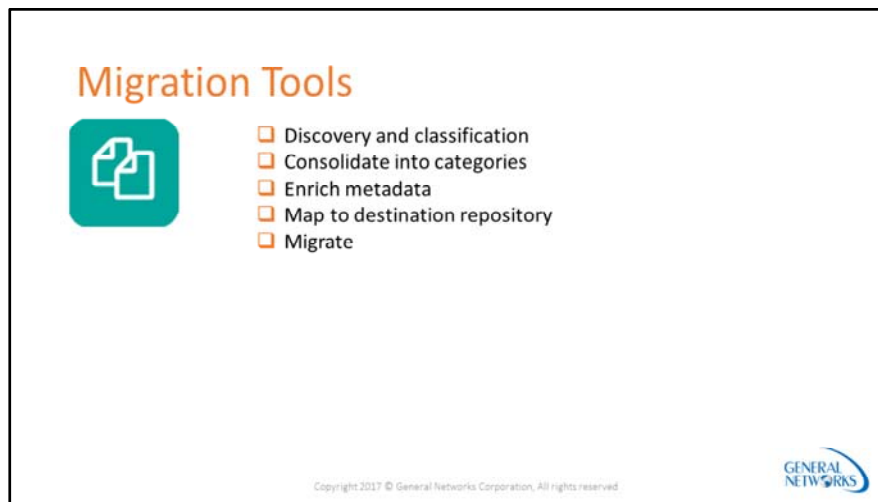 Migration Tools
Discovery and classification
Consolidate into categories
Enrich metadata
Map to destination repository
Migrate
Copyright 2017 © General Networks Corporation, All rights reserved
GENERAL
NETWORKS